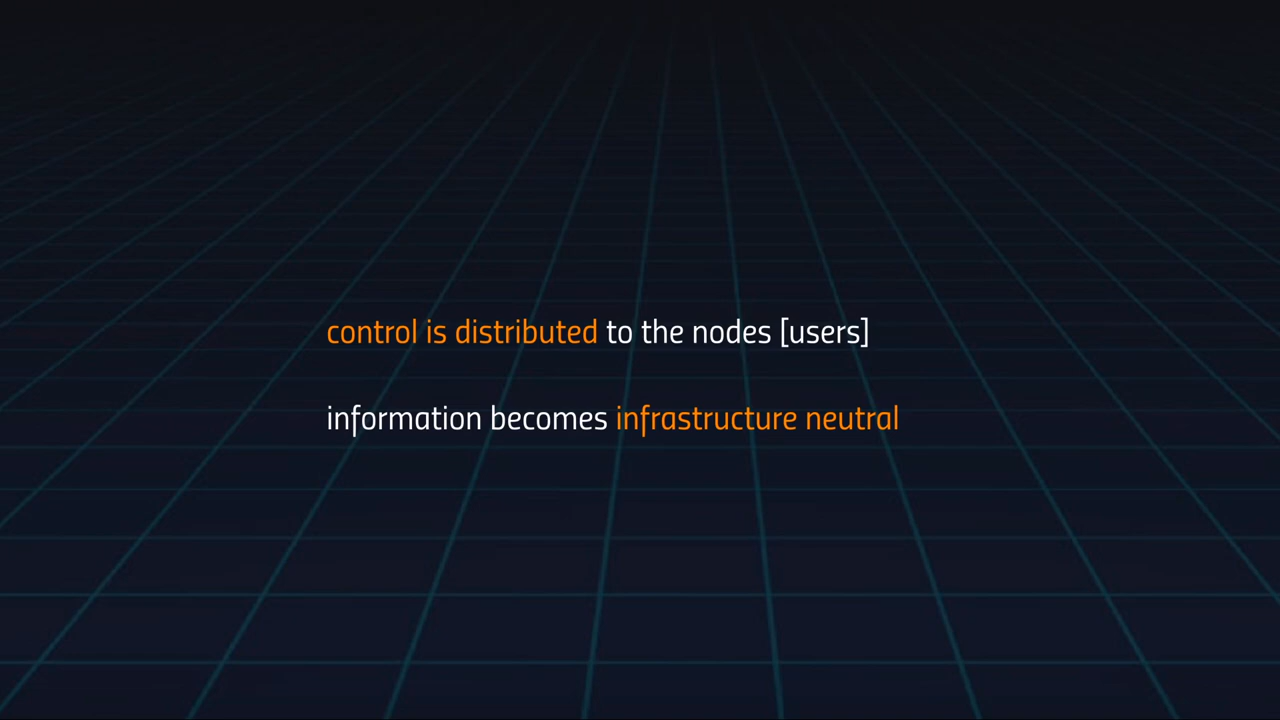 control is distributed to the nodes [users]
information becomes infrastructure neutral